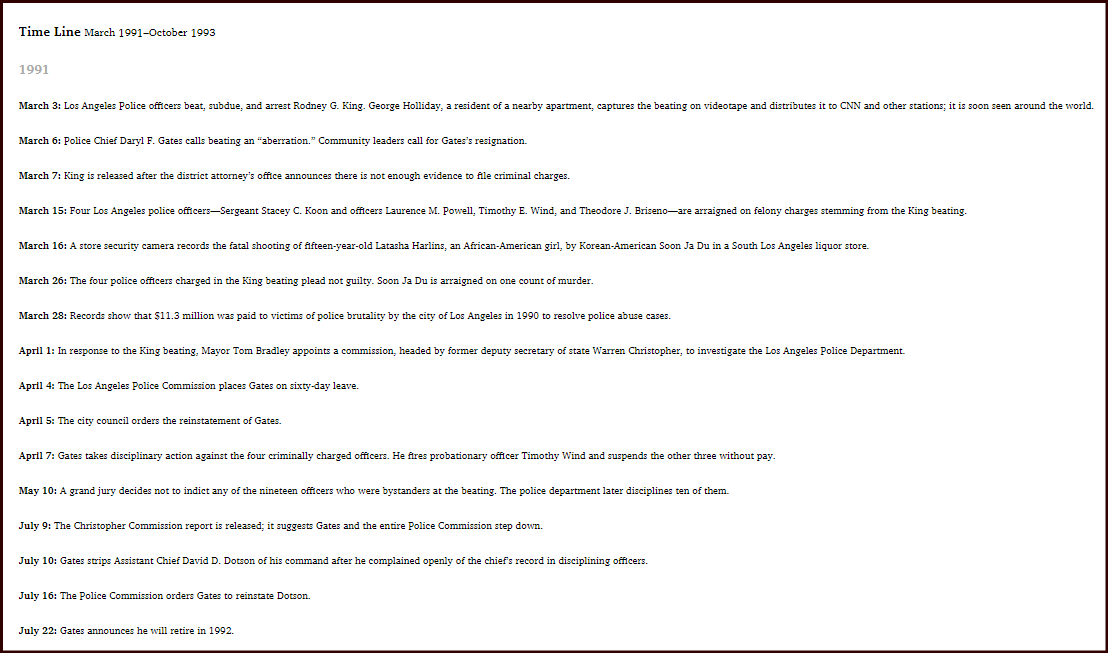 Time Line March 1991–October 1993
1991
March 3: Los Angeles Police officers beat, subdue, and arrest Rodney G. King. George Holliday, a resident of a nearby apartment, captures the beating on videotape and distributes it to CNN and other stations; it is soon seen around the world.
March 6: Police Chief Daryl F. Gates calls beating an “aberration.” Community leaders call for Gates’s resignation.
March 7: King is released after the district attorney’s office announces there is not enough evidence to file criminal charges.
March 15: Four Los Angeles police officers—Sergeant Stacey C. Koon and officers Laurence M. Powell, Timothy E. Wind, and Theodore J. Briseno—are arraigned on felony charges stemming from the King beating.
March 16: A store security camera records the fatal shooting of fifteen-year-old Latasha Harlins, an African-American girl, by Korean-American Soon Ja Du in a South Los Angeles liquor store.
March 26: The four police officers charged in the King beating plead not guilty. Soon Ja Du is arraigned on one count of murder.
March 28: Records show that $11.3 million was paid to victims of police brutality by the city of Los Angeles in 1990 to resolve police abuse cases.
April 1: In response to the King beating, Mayor Tom Bradley appoints a commission, headed by former deputy secretary of state Warren Christopher, to investigate the Los Angeles Police Department.
April 4: The Los Angeles Police Commission places Gates on sixty-day leave.
April 5: The city council orders the reinstatement of Gates.
April 7: Gates takes disciplinary action against the four criminally charged officers. He fires probationary officer Timothy Wind and suspends the other three without pay.
May 10: A grand jury decides not to indict any of the nineteen officers who were bystanders at the beating. The police department later disciplines ten of them.
July 9: The Christopher Commission report is released; it suggests Gates and the entire Police Commission step down.
July 10: Gates strips Assistant Chief David D. Dotson of his command after he complained openly of the chief’s record in disciplining officers.
July 16: The Police Commission orders Gates to reinstate Dotson.
July 22: Gates announces he will retire in 1992.